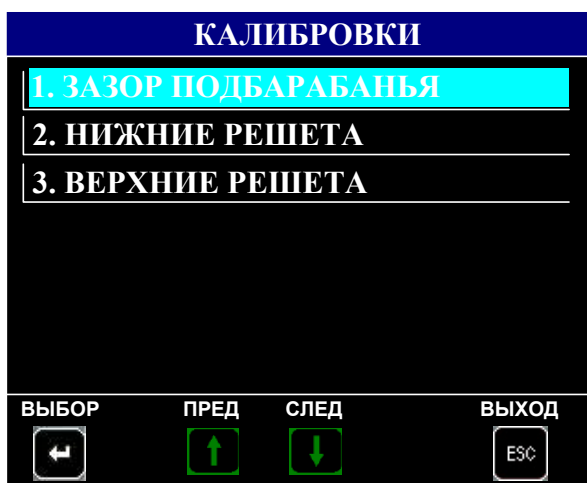 КАЛИБРОВКИ
1. ЗАЗОР ПОДБАРАБАНЬЯ
2. НИЖНИЕ РЕШЕТА
3. ВЕРХНИЕ РЕШЕТА
ВЫБОР ПРЕД СЛЕД ВЫХОД
ESC